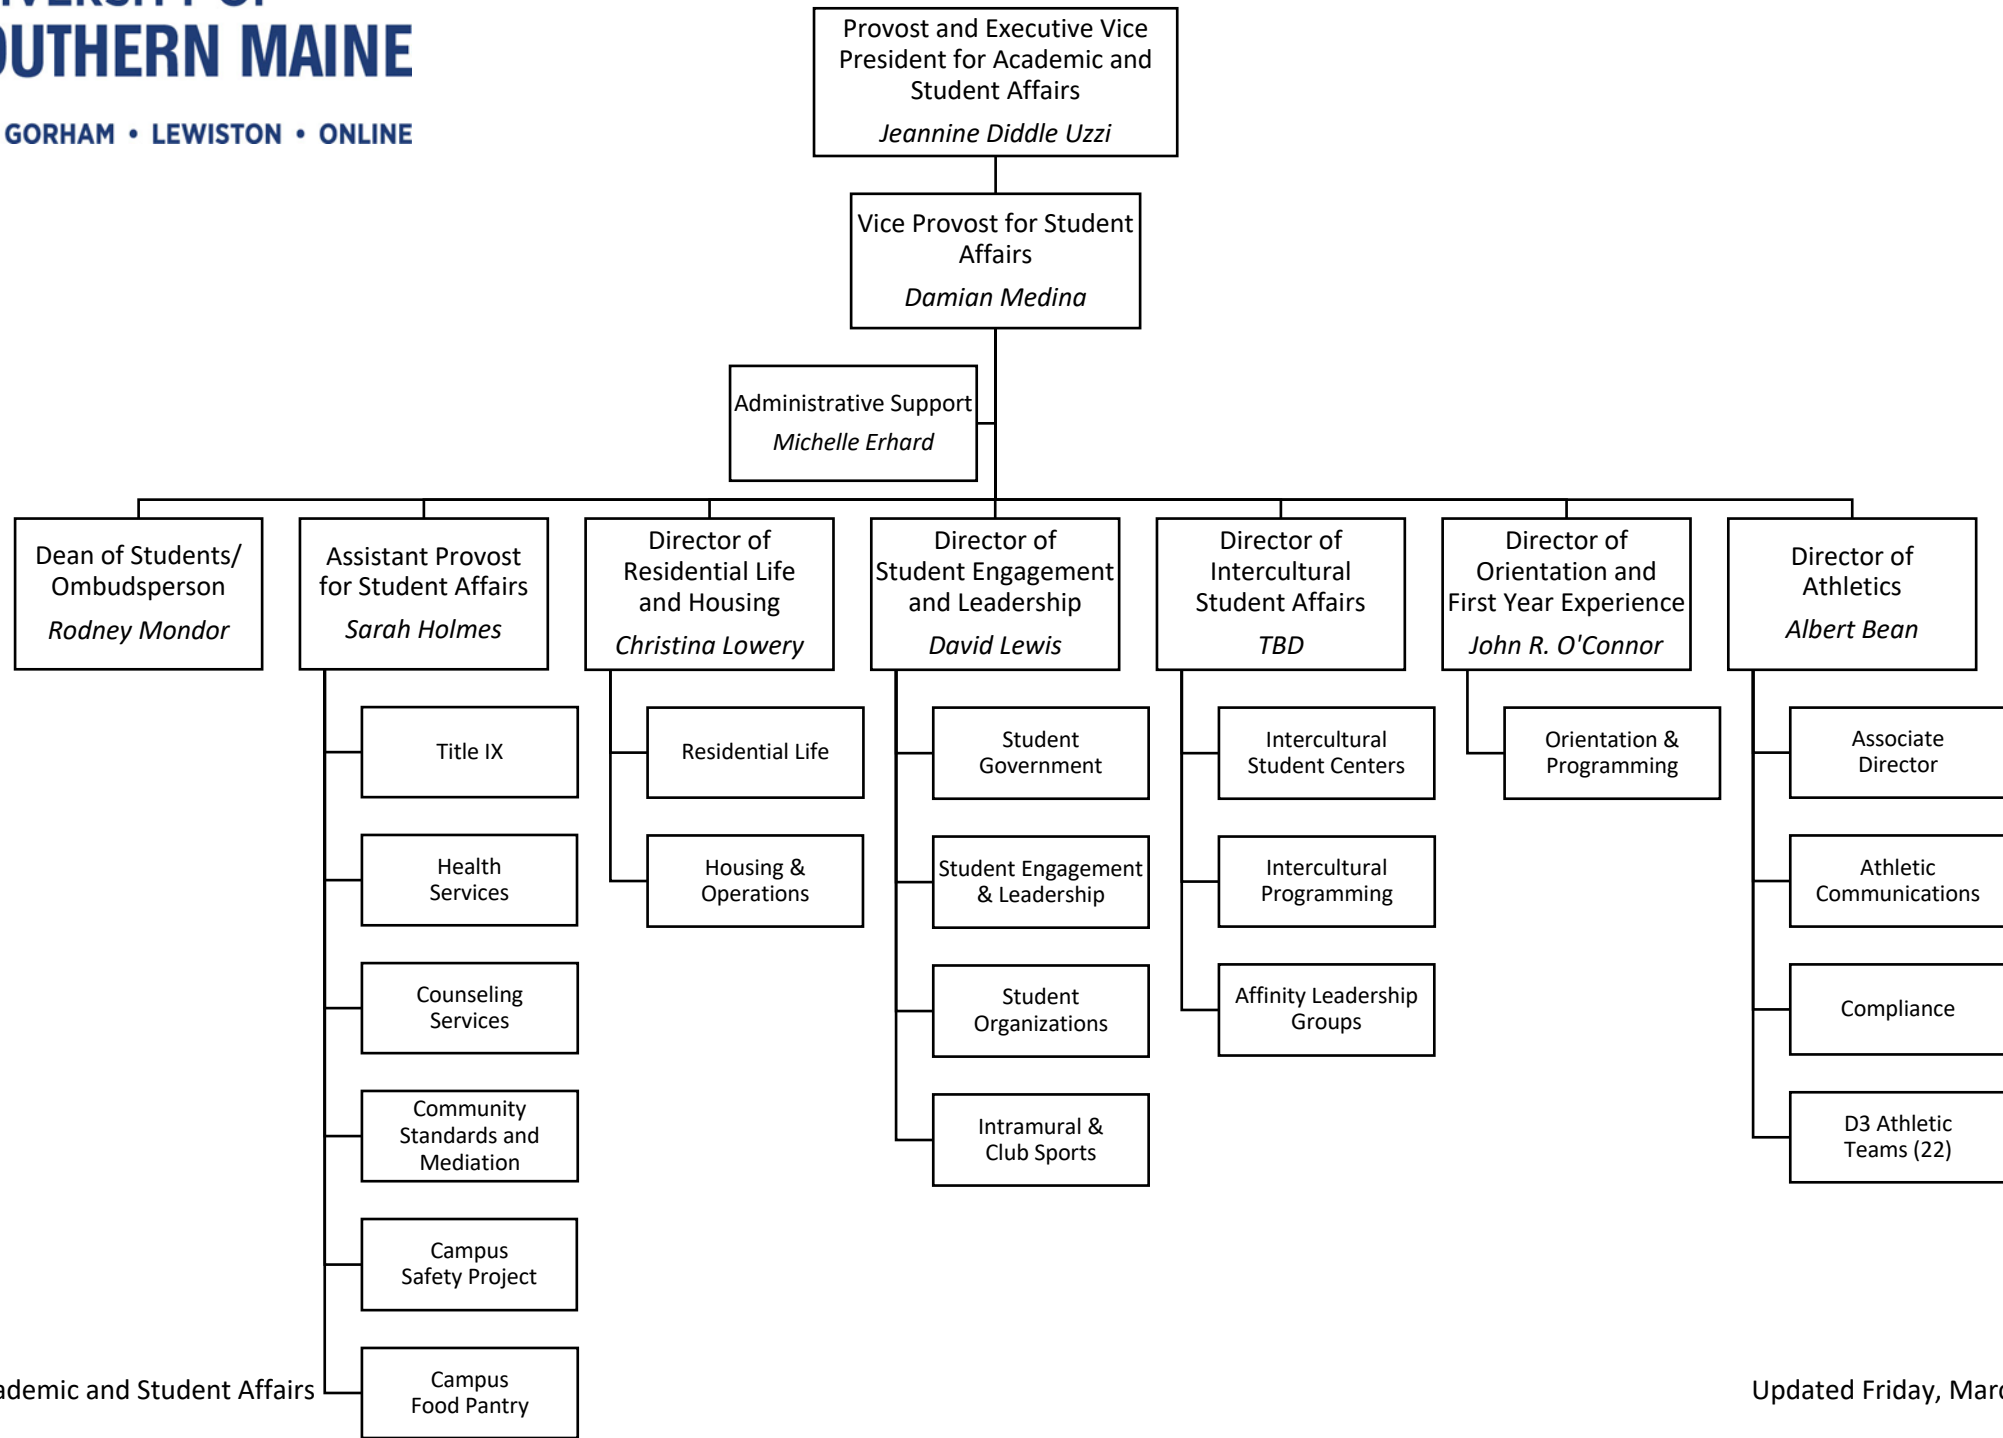 OUTHERN MAINE
GORHAM • LEWISTON • ONLINE
Provost and Executive Vice
President for Academic and
Student Affairs
Jeannine Diddle Uzzi
Vice Provost for Student
Affairs
Damian Medina
Administrative Support
Michelle Erhard
Dean of Students/
Ombudsperson
Rodney Mondor
Assistant Provost
for Student Affairs
Sarah Holmes
Director of
Residential Life
and Housing
Christina Lowery
Director of
Student Engagement
and Leadership
David Lewis
Director of
Intercultural
Student Affairs
TBD
Director of
Orientation and
First Year Experience
John R. O'Connor
Director of
Athletics
Albert Bean
Title IX
Health
Services
Counseling
Services
Community
Standards and
Mediation
Campus
Safety Project
Campus
Food Pantry
Residential Life
Housing &
Operations
Student
Government
Student Engagement
& Leadership
Student
Organizations
Intramural &
Club Sports
Intercultural
Student Centers
Intercultural
Programming
Affinity Leadership
Groups
Orientation &
Programming
Associate
Director
Athletic
Communications
Compliance
D3 Athletic
Teams (22)
ademic and Student Affairs
Updated Friday, Marc